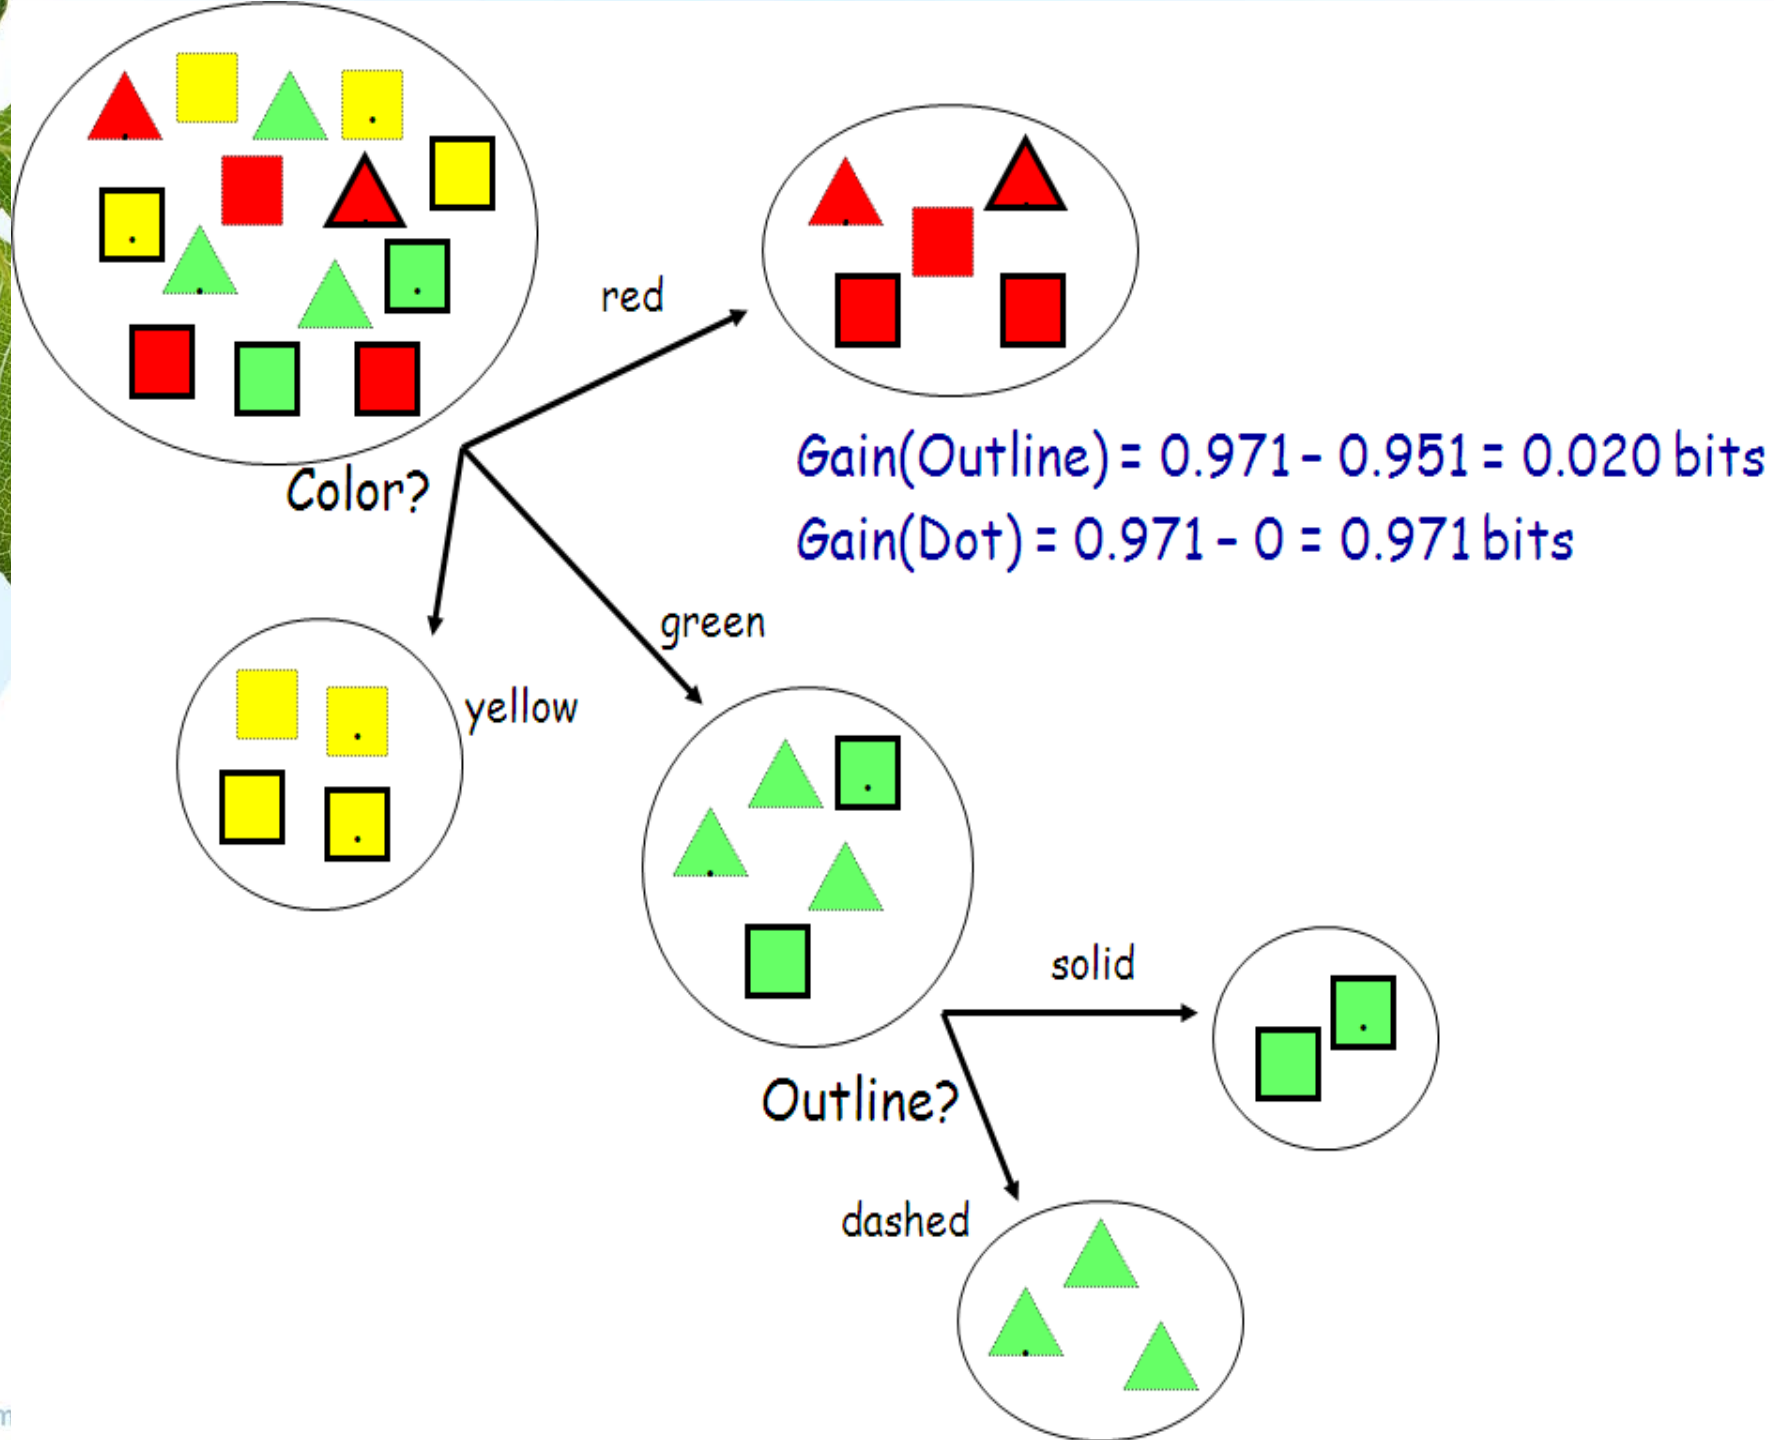 red
Gain(Outline) = 0.971 – 0.951 = 0.020 bits
Color?
Gain(Dot) = 0.971 – 0 = 0.971 bits
green
yellow
solid
Outline?
dashed